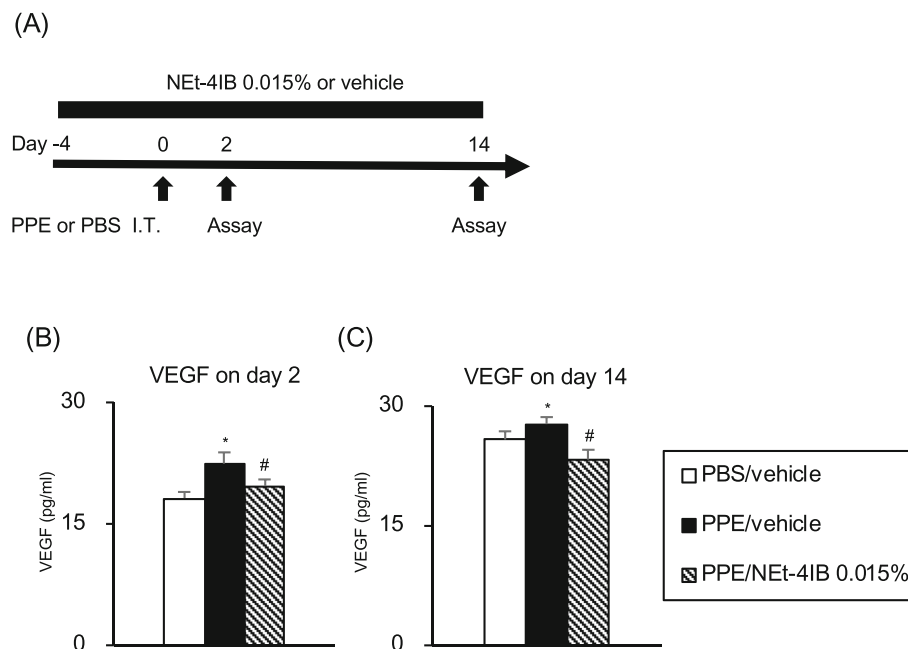 (A)
NEt-4IB 0.015% or vehicle
Day -4 0 2 14
PPE or PBS I.T. Assay Assay
(B)
VEGF on day 2
30
15
0
VEGF (pg/ml)
*
#
(C)
VEGF on day 14
30
15
0
VEGF (pg/ml)
*
#
PBS/vehicle
PPE/vehicle
PPE/NEt-4IB 0.015%